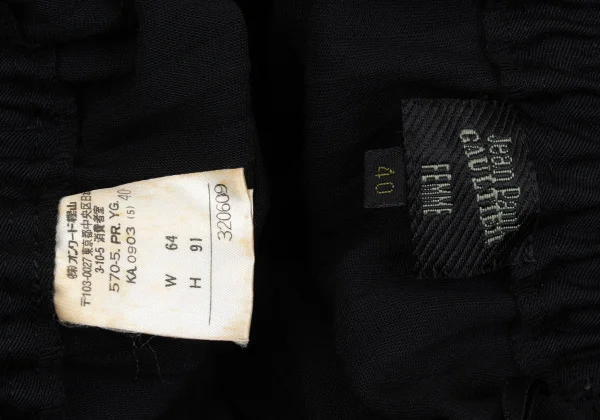 ㈱オンワード樫山
〒103-0027 東京都中央区日
3-10-5 消費者室
570-5. PR. YG.
KA0903 (5) 40
W 64
H 91
320609
Jean Paul
GAULTIER
FEMME
40